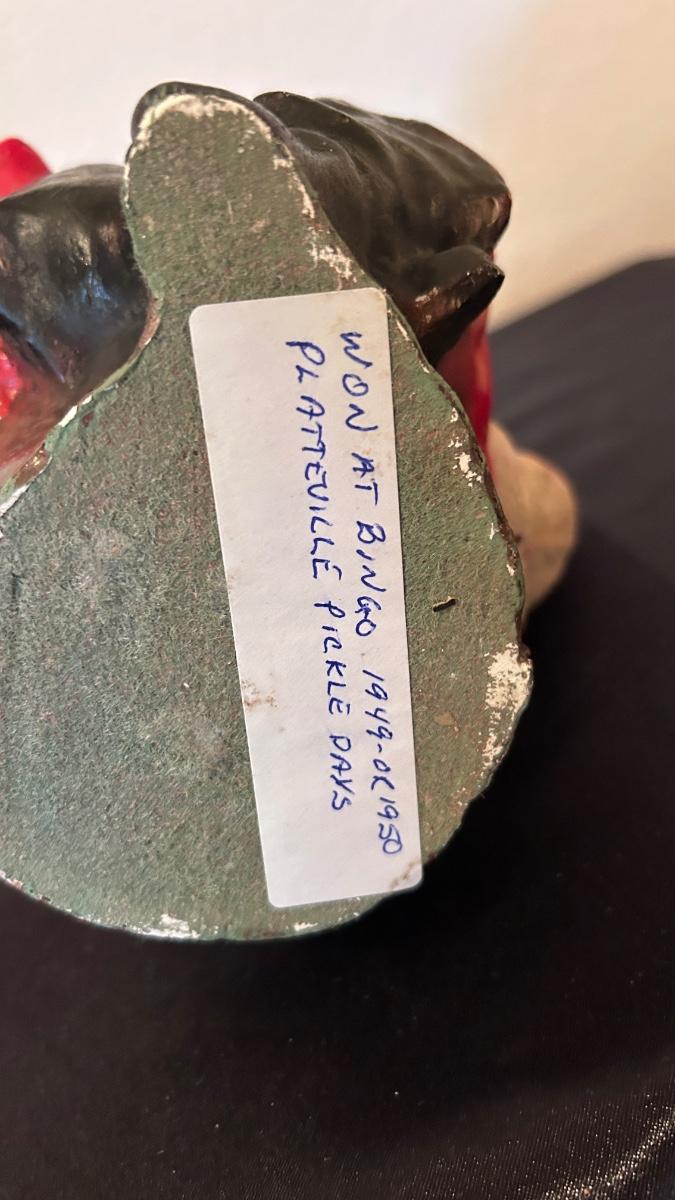 WON AT BINGO 1949-OR 1950
PLATTEVILLE PICKLE DAYS